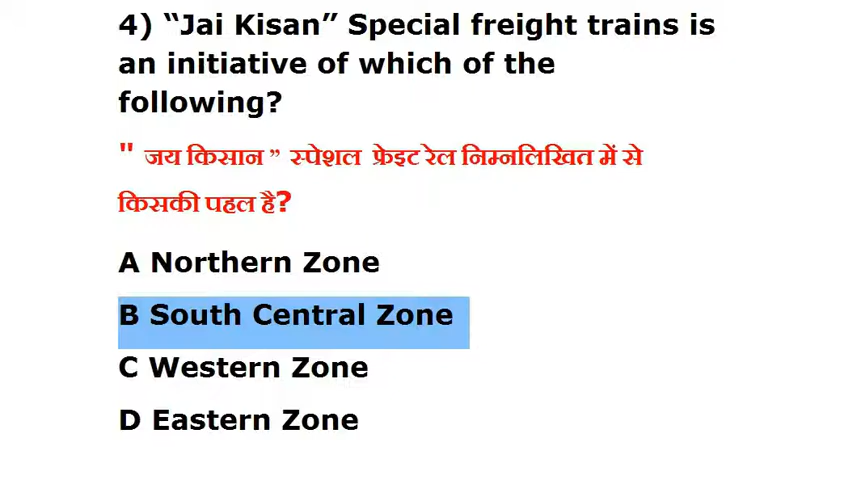 4) “Jai Kisan” Special freight trains is
an initiative of which of the
following?
" जय किसान ” स्पेशल फ्रेइट रेल निम्नलिखित में से
किसकी पहल है?
A Northern Zone
B South Central Zone
C Western Zone
D Eastern Zone